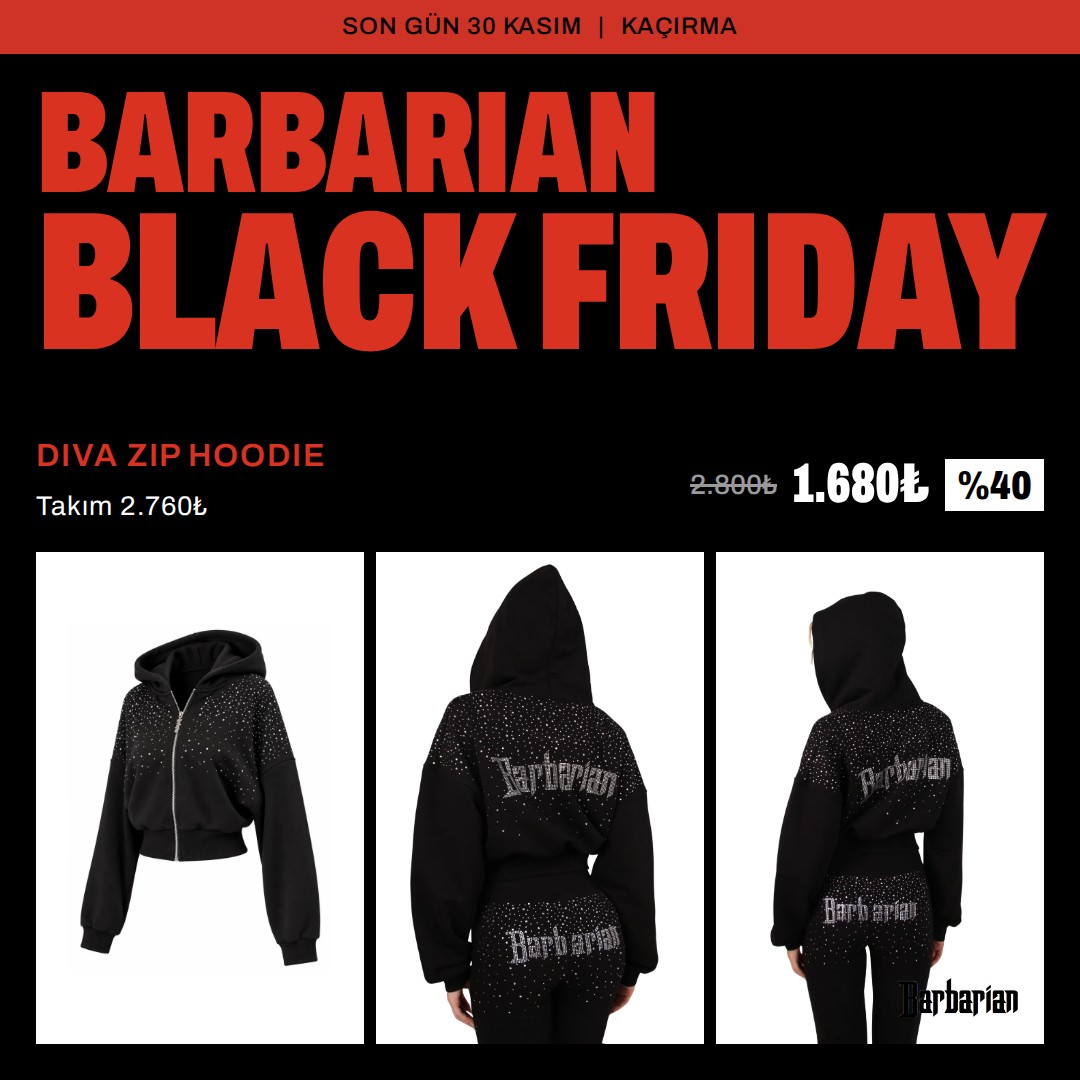 SON GÜN 30 KASIM | KAÇIRMA
BARBARIAN
BLACK FRIDAY
DIVA ZIP HOODIE
Takım 2.760₺
2.800₺ 1.680₺ %40
Barbarian
Barbarian
Barbarian
Barbarian
Barbarian